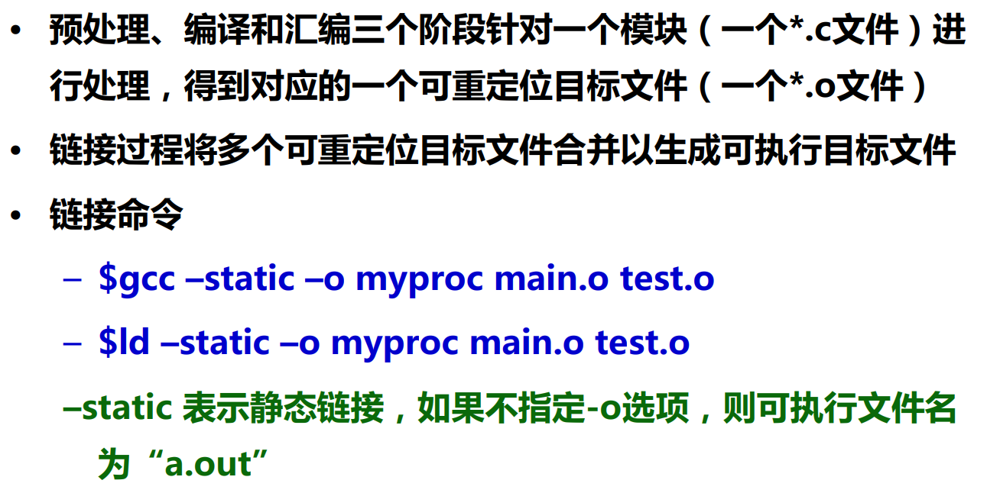 • 预处理、编译和汇编三个阶段针对一个模块（一个*.c文件）进
行处理，得到对应的一个可重定位目标文件（一个*.o文件）
• 链接过程将多个可重定位目标文件合并以生成可执行目标文件
• 链接命令
– $gcc –static –o myproc main.o test.o
– $ld –static –o myproc main.o test.o
–static 表示静态链接，如果不指定-o选项，则可执行文件名
为“a.out”